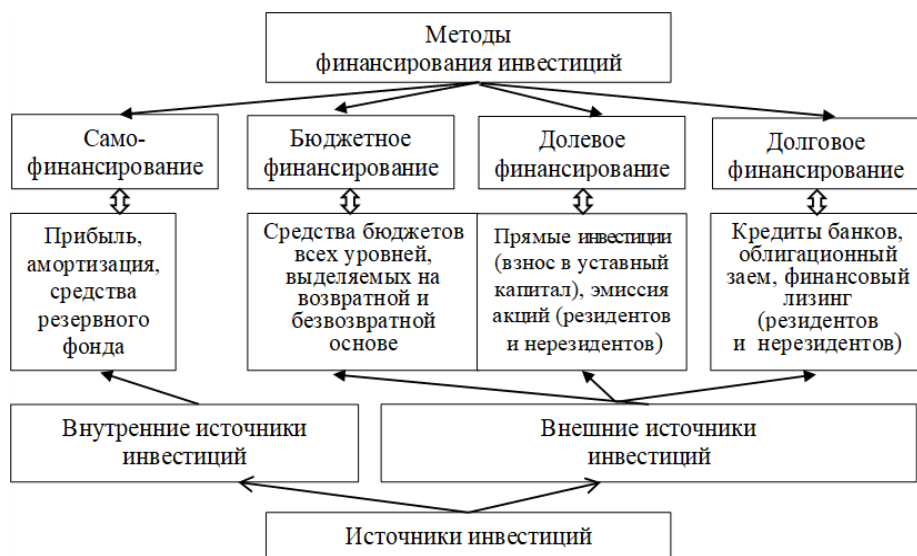 Методы
финансирования инвестиций
Само-
финансирование
Бюджетное
финансирование
Долевое
финансирование
Долговое
финансирование
Прибыль,
амортизация,
средства
резервного
фонда
Средства бюджетов
всех уровней,
выделяемых на
возвратной и
безвозвратной
основе
Прямые инвестиции
(взнос в уставный
капитал), эмиссия
акций (резидентов
и нерезидентов)
Кредиты банков,
облигационный
заем, финансовый
лизинг
(резидентов
и нерезидентов)
Внутренние источники
инвестиций
Внешние источники
инвестиций
Источники инвестиций